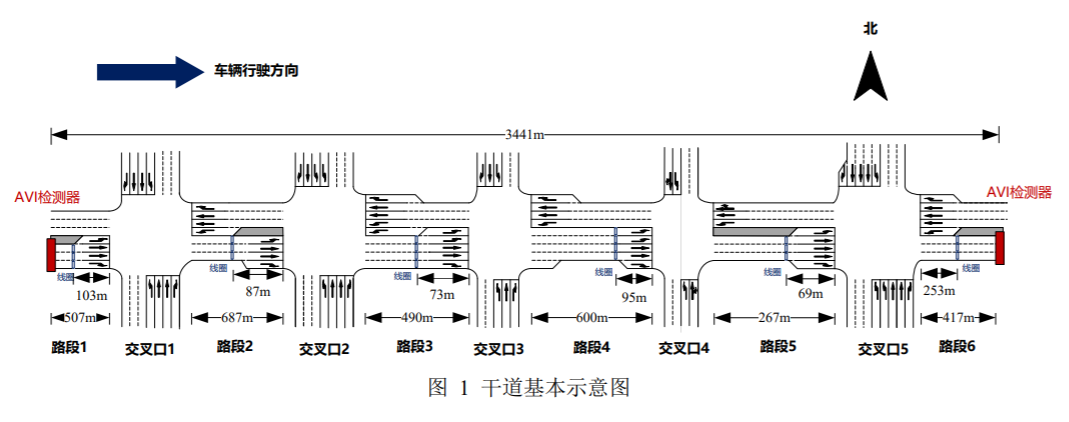 北
车辆行驶方向
3441m
AVI检测器
AVI检测器
线圈
线圈
线圈
线圈
线圈
线圈
103m
87m
73m
95m
69m
253m
507m
687m
490m
600m
267m
417m
路段1
交叉口1
路段2
交叉口2
路段3
交叉口3
路段4
交叉口4
路段5
交叉口5
路段6
图 1 干道基本示意图